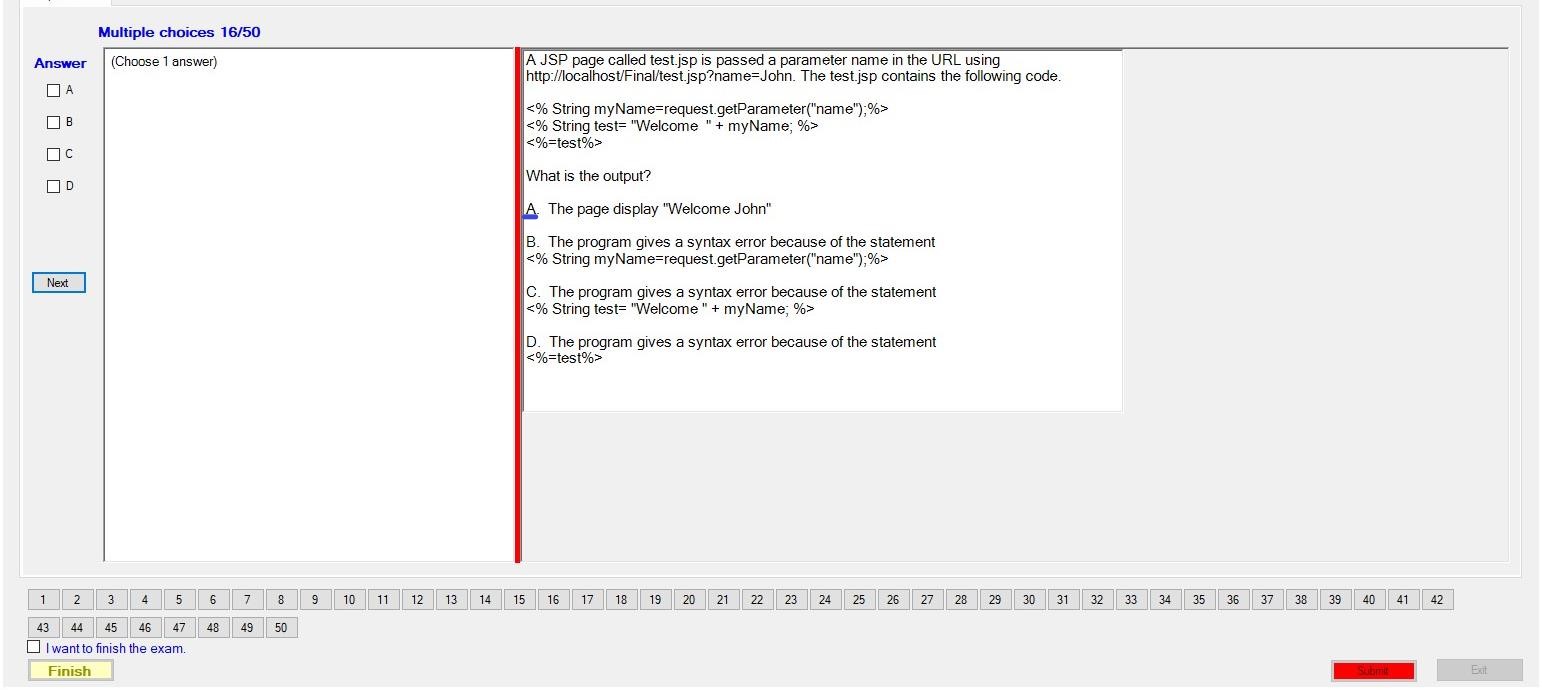 Multiple choices 16/50
Answer
(Choose 1 answer)
A
B
C
D
Next
A JSP page called test.jsp is passed a parameter name in the URL using
http://localhost/Final/test.jsp?name=John. The test.jsp contains the following code.
<% String myName=request.getParameter("name");%>
<% String test= "Welcome " + myName; %>
<%=test%>
What is the output?
A. The page display "Welcome John"
B. The program gives a syntax error because of the statement
<% String myName=request.getParameter("name");%>
C. The program gives a syntax error because of the statement
<% String test= "Welcome " + myName; %>
D. The program gives a syntax error because of the statement
<%=test%>
1 2 3 4 5 6 7 8 9 10 11 12 13 14 15 16 17 18 19 20 21 22 23 24 25 26 27 28 29 30 31 32 33 34 35 36 37 38 39 40 41 42
43 44 45 46 47 48 49 50
I want to finish the exam.
Finish
Submit
Exit